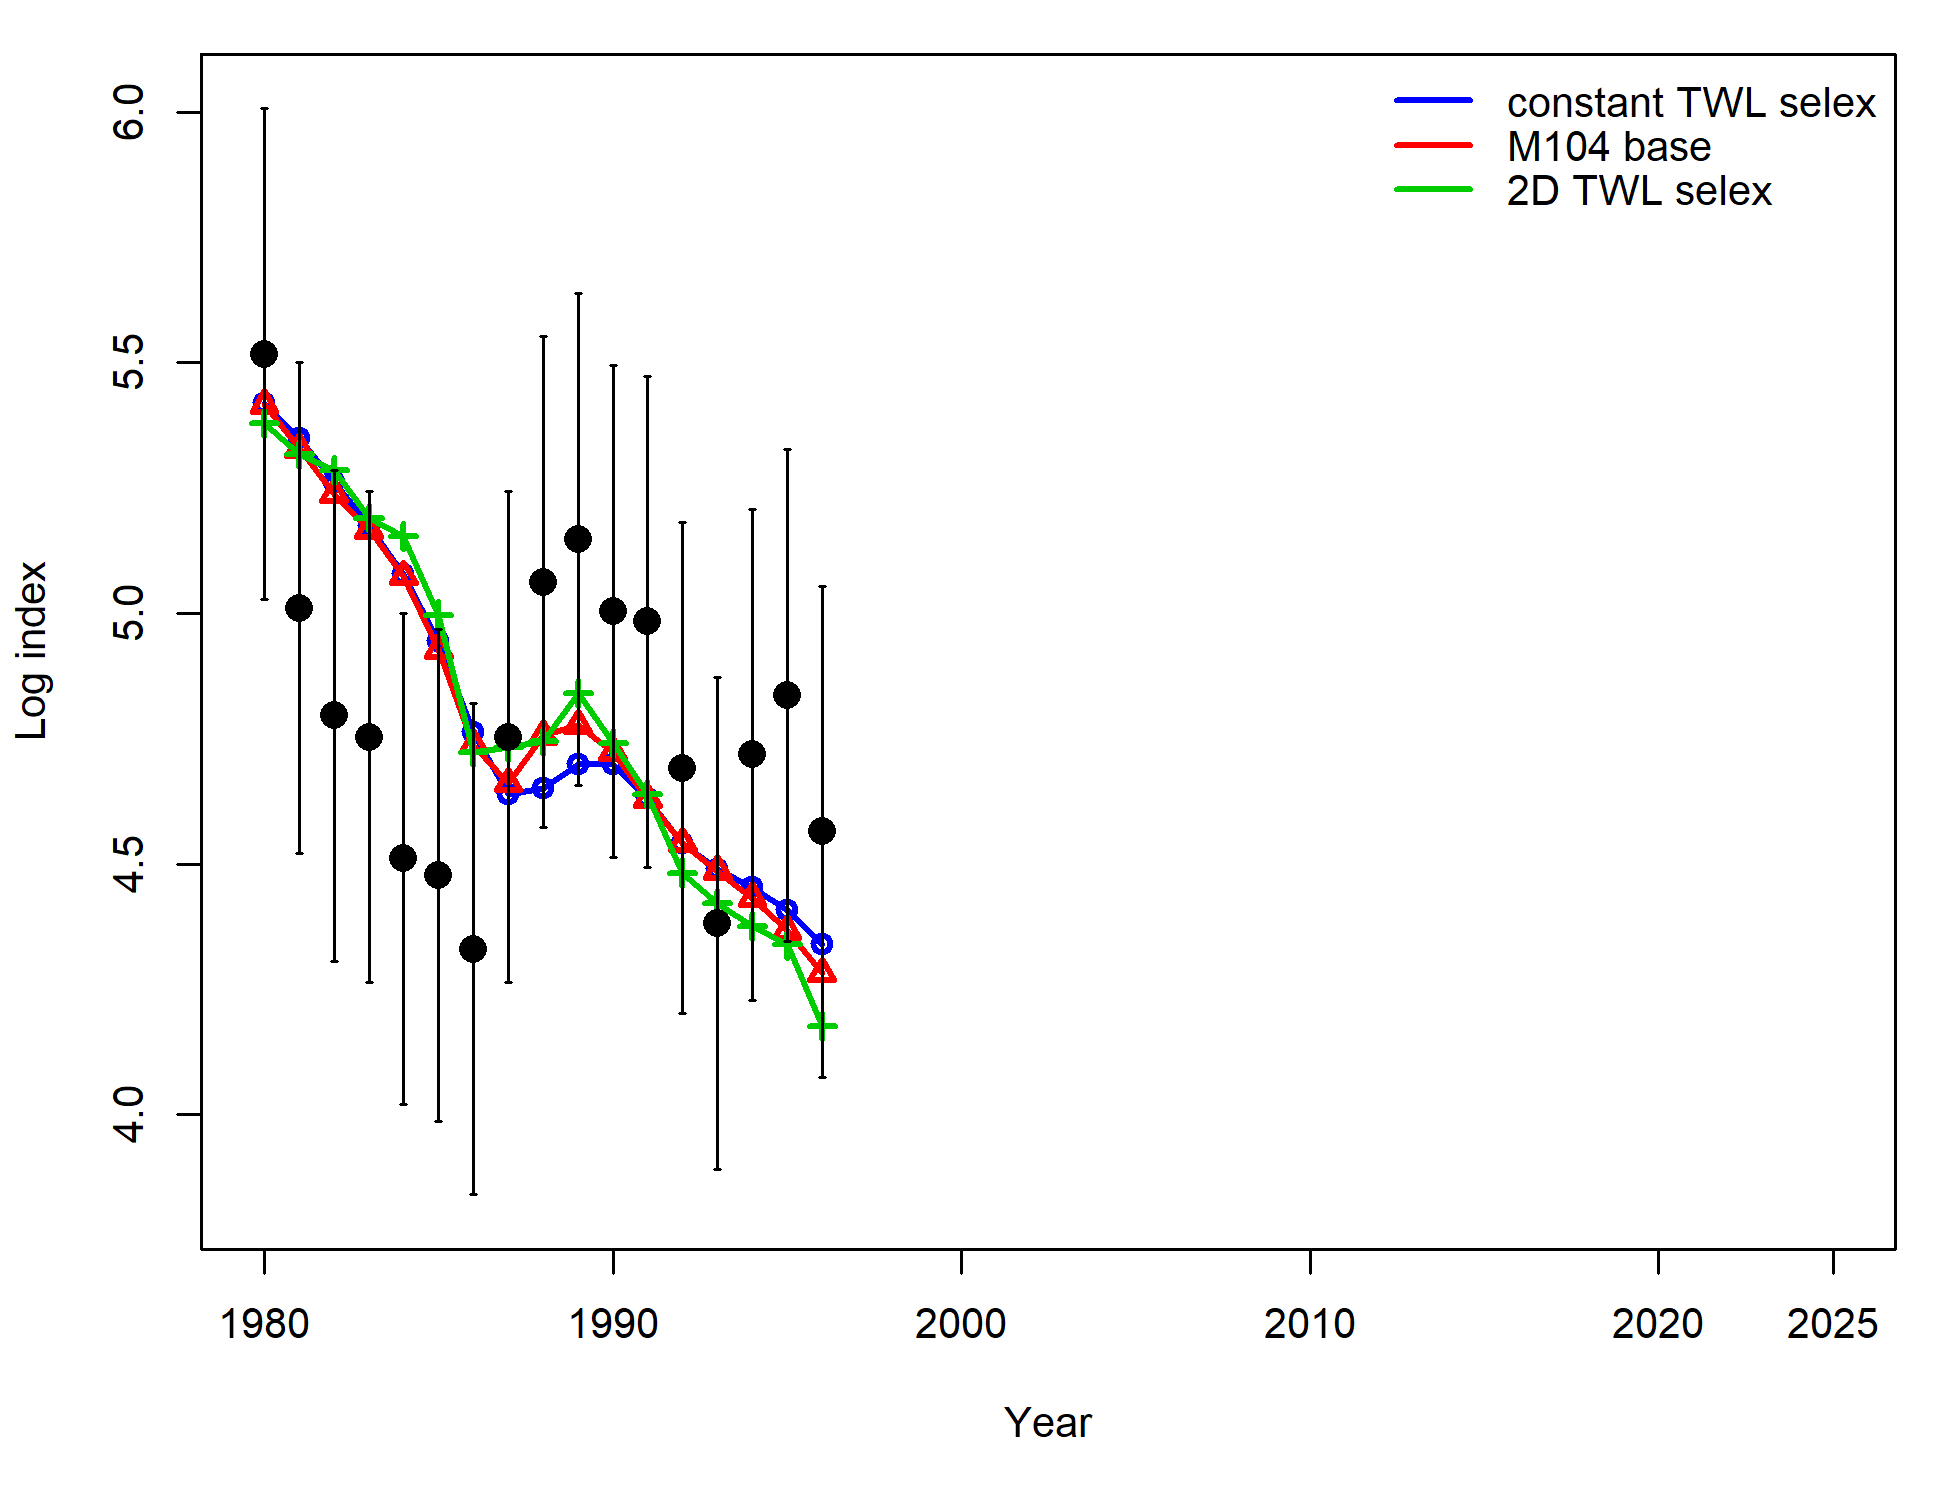 constant TWL selex
M104 base
2D TWL selex
6.0
5.5
5.0
4.5
4.0
Log index
1980 1990 2000 2010 2020 2025
Year